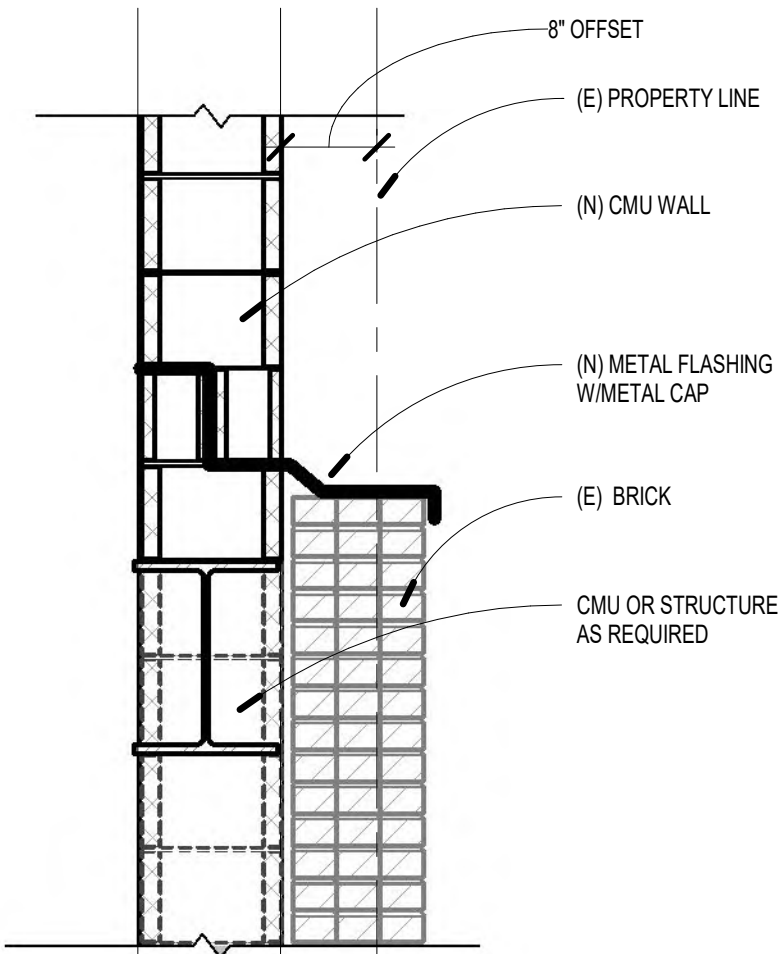 8" OFFSET
(E) PROPERTY LINE
(N) CMU WALL
(N) METAL FLASHING
W/METAL CAP
(E) BRICK
CMU OR STRUCTURE
AS REQUIRED